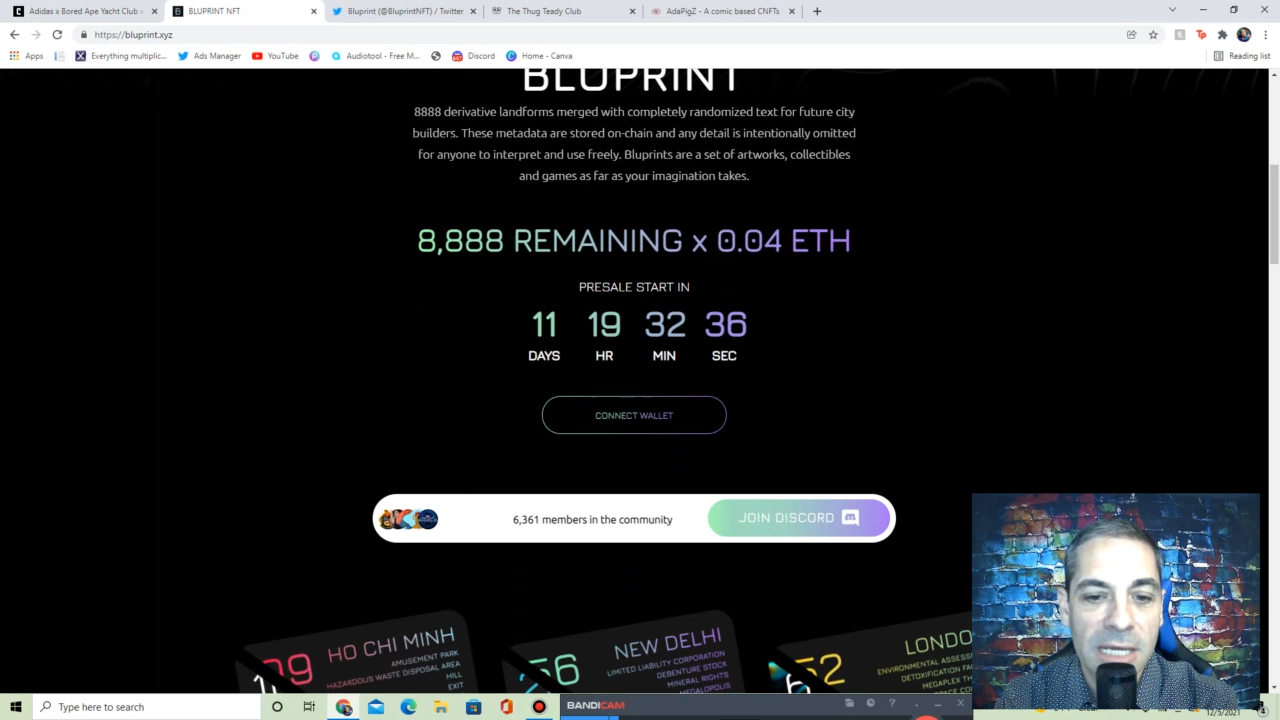 Adidas x Bored Ape Yacht Club
BLUPRINT NFT
Bluprint (@BluprintNFT) / Twitter
The Thug Teady Club
AdaPigZ - A comic based CNFTs
https://bluprint.xyz
Apps
Everything multiplic...
Ads Manager
YouTube
Audiotool - Free M...
Discord
Home - Canva
Reading list
BLUPRINT
8888 derivative landforms merged with completely randomized text for future city
builders. These metadata are stored on-chain and any detail is intentionally omitted
for anyone to interpret and use freely. Bluprints are a set of artworks, collectibles
and games as far as your imagination takes.
8,888 REMAINING x 0.04 ETH
PRESALE START IN
11 19 32 36
DAYS HR MIN SEC
CONNECT WALLET
6,361 members in the community
JOIN DISCORD
HO CHI MINH
AMUSEMENT PARK
HAZARDOUS WASTE DISPOSAL AREA
HILL
EXIT
NEW DELHI
LIMITED LIABILITY CORPORATION
DEBENTURE STOCK
MINERAL RIGHTS
MEGALOPOLIS
ENVIRONMENTAL
Type here to search
BANDICAM
12/5/2021